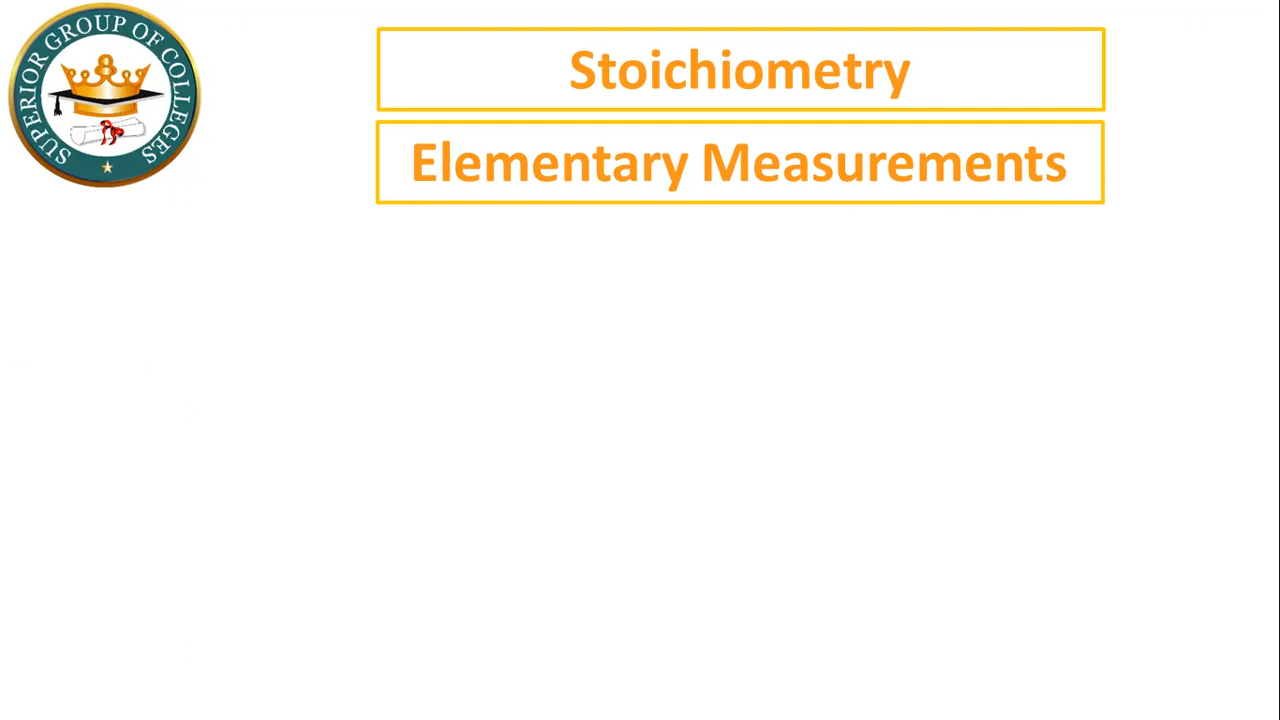 SUPERIOR GROUP OF COLLEGES
Stoichiometry
Elementary Measurements